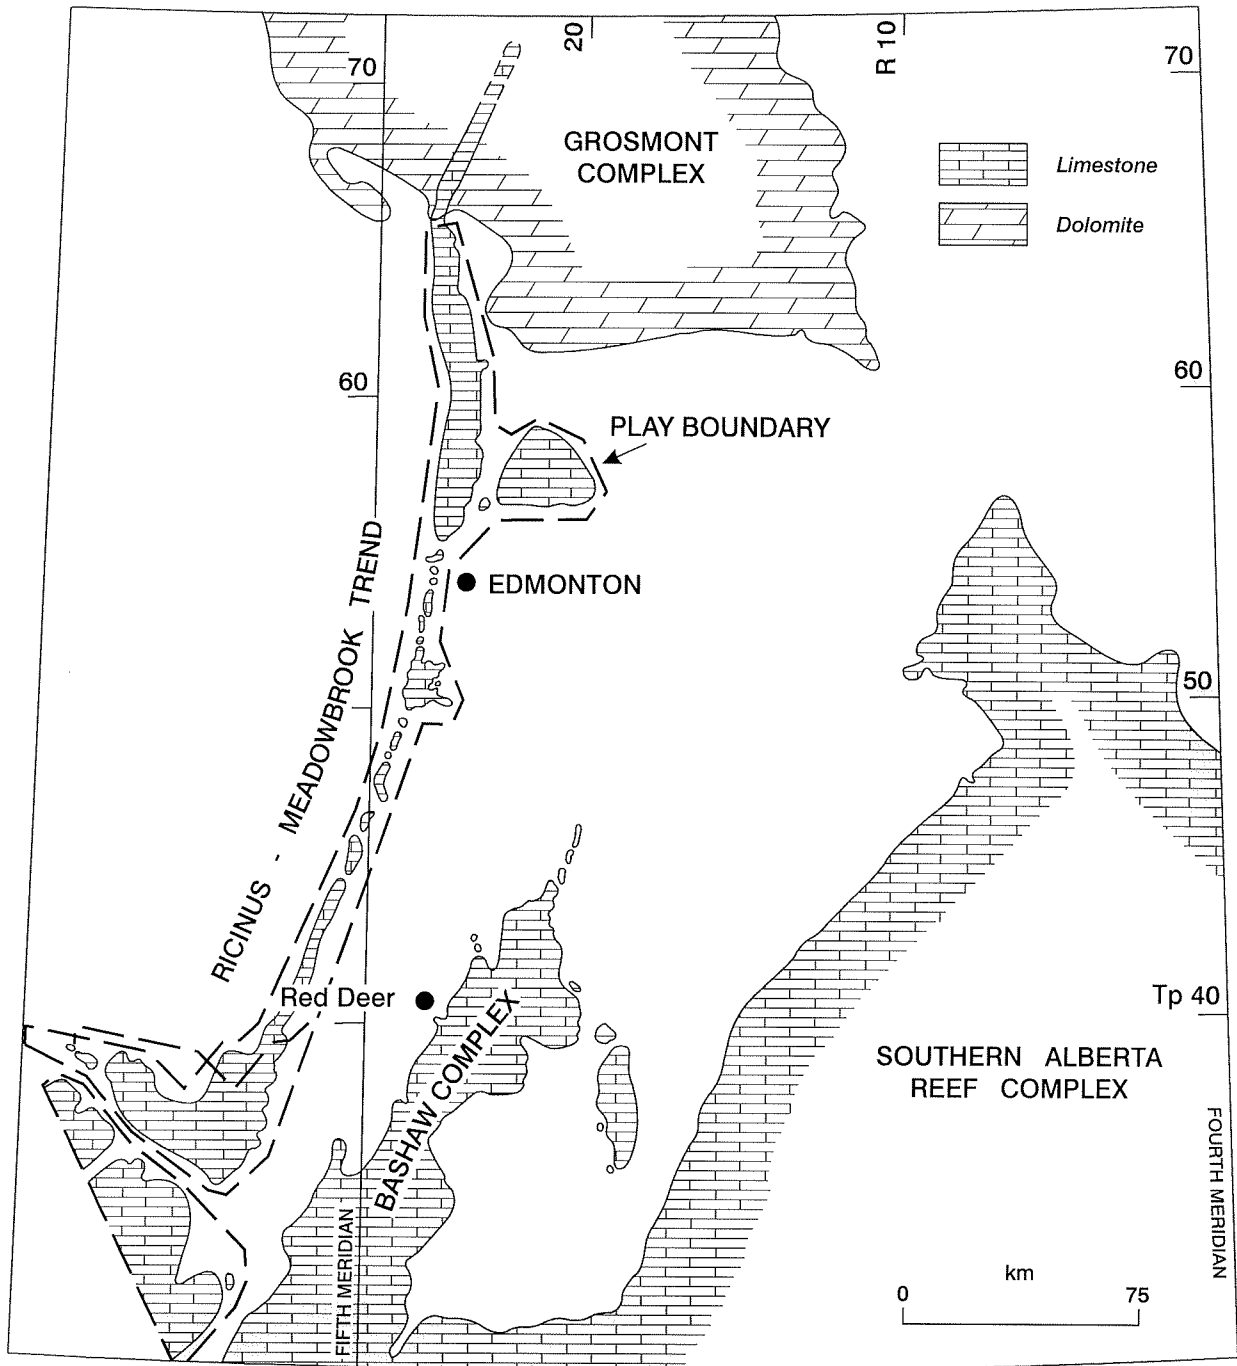 20
R 10
70
70
GROSMONT
COMPLEX
Limestone
Dolomite
60
60
PLAY BOUNDARY
EDMONTON
RICINUS - MEADOWBROOK TREND
50
Red Deer
Tp 40
BASHAW COMPLEX
SOUTHERN ALBERTA
REEF COMPLEX
FIFTH MERIDIAN
FOURTH MERIDIAN
km
0 75